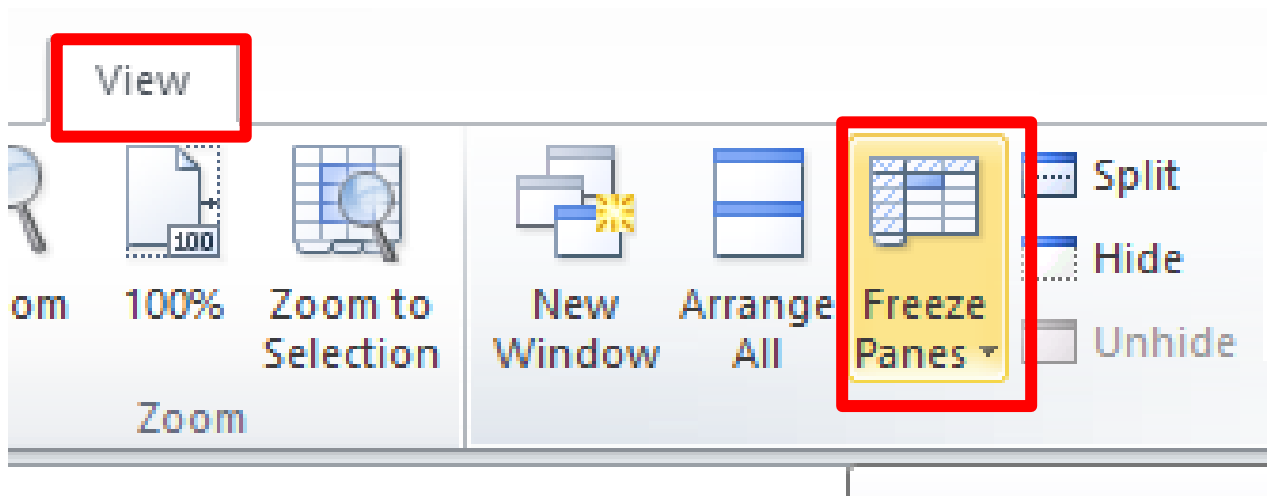 View
100
om
100%
Zoom to
Selection
Zoom
New
Window
Arrange
All
Freeze
Panes
Split
Hide
Unhide